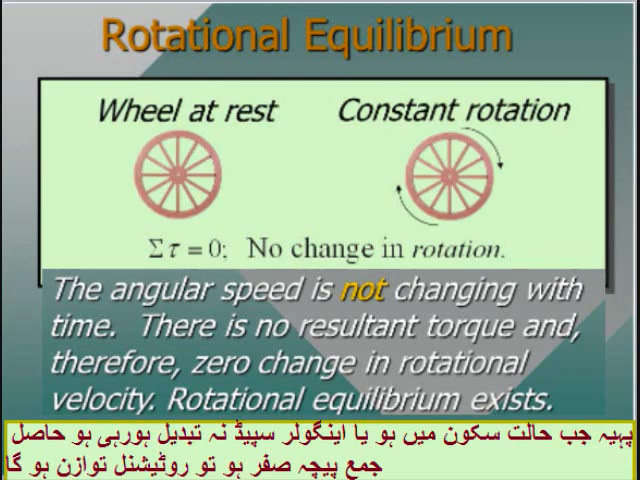 Rotational Equilibrium
Wheel at rest
Constant rotation
Σ τ = 0; No change in rotation.
The angular speed is not changing with
time. There is no resultant torque and,
therefore, zero change in rotational
velocity. Rotational equilibrium exists.
پہیہ جب حالت سکون میں ہو یا اینگولر سپیڈ نہ تبدیل ہورہی ہو حاصل
جمع پیچہ صفر ہو تو روٹیشنل توازن ہو گا